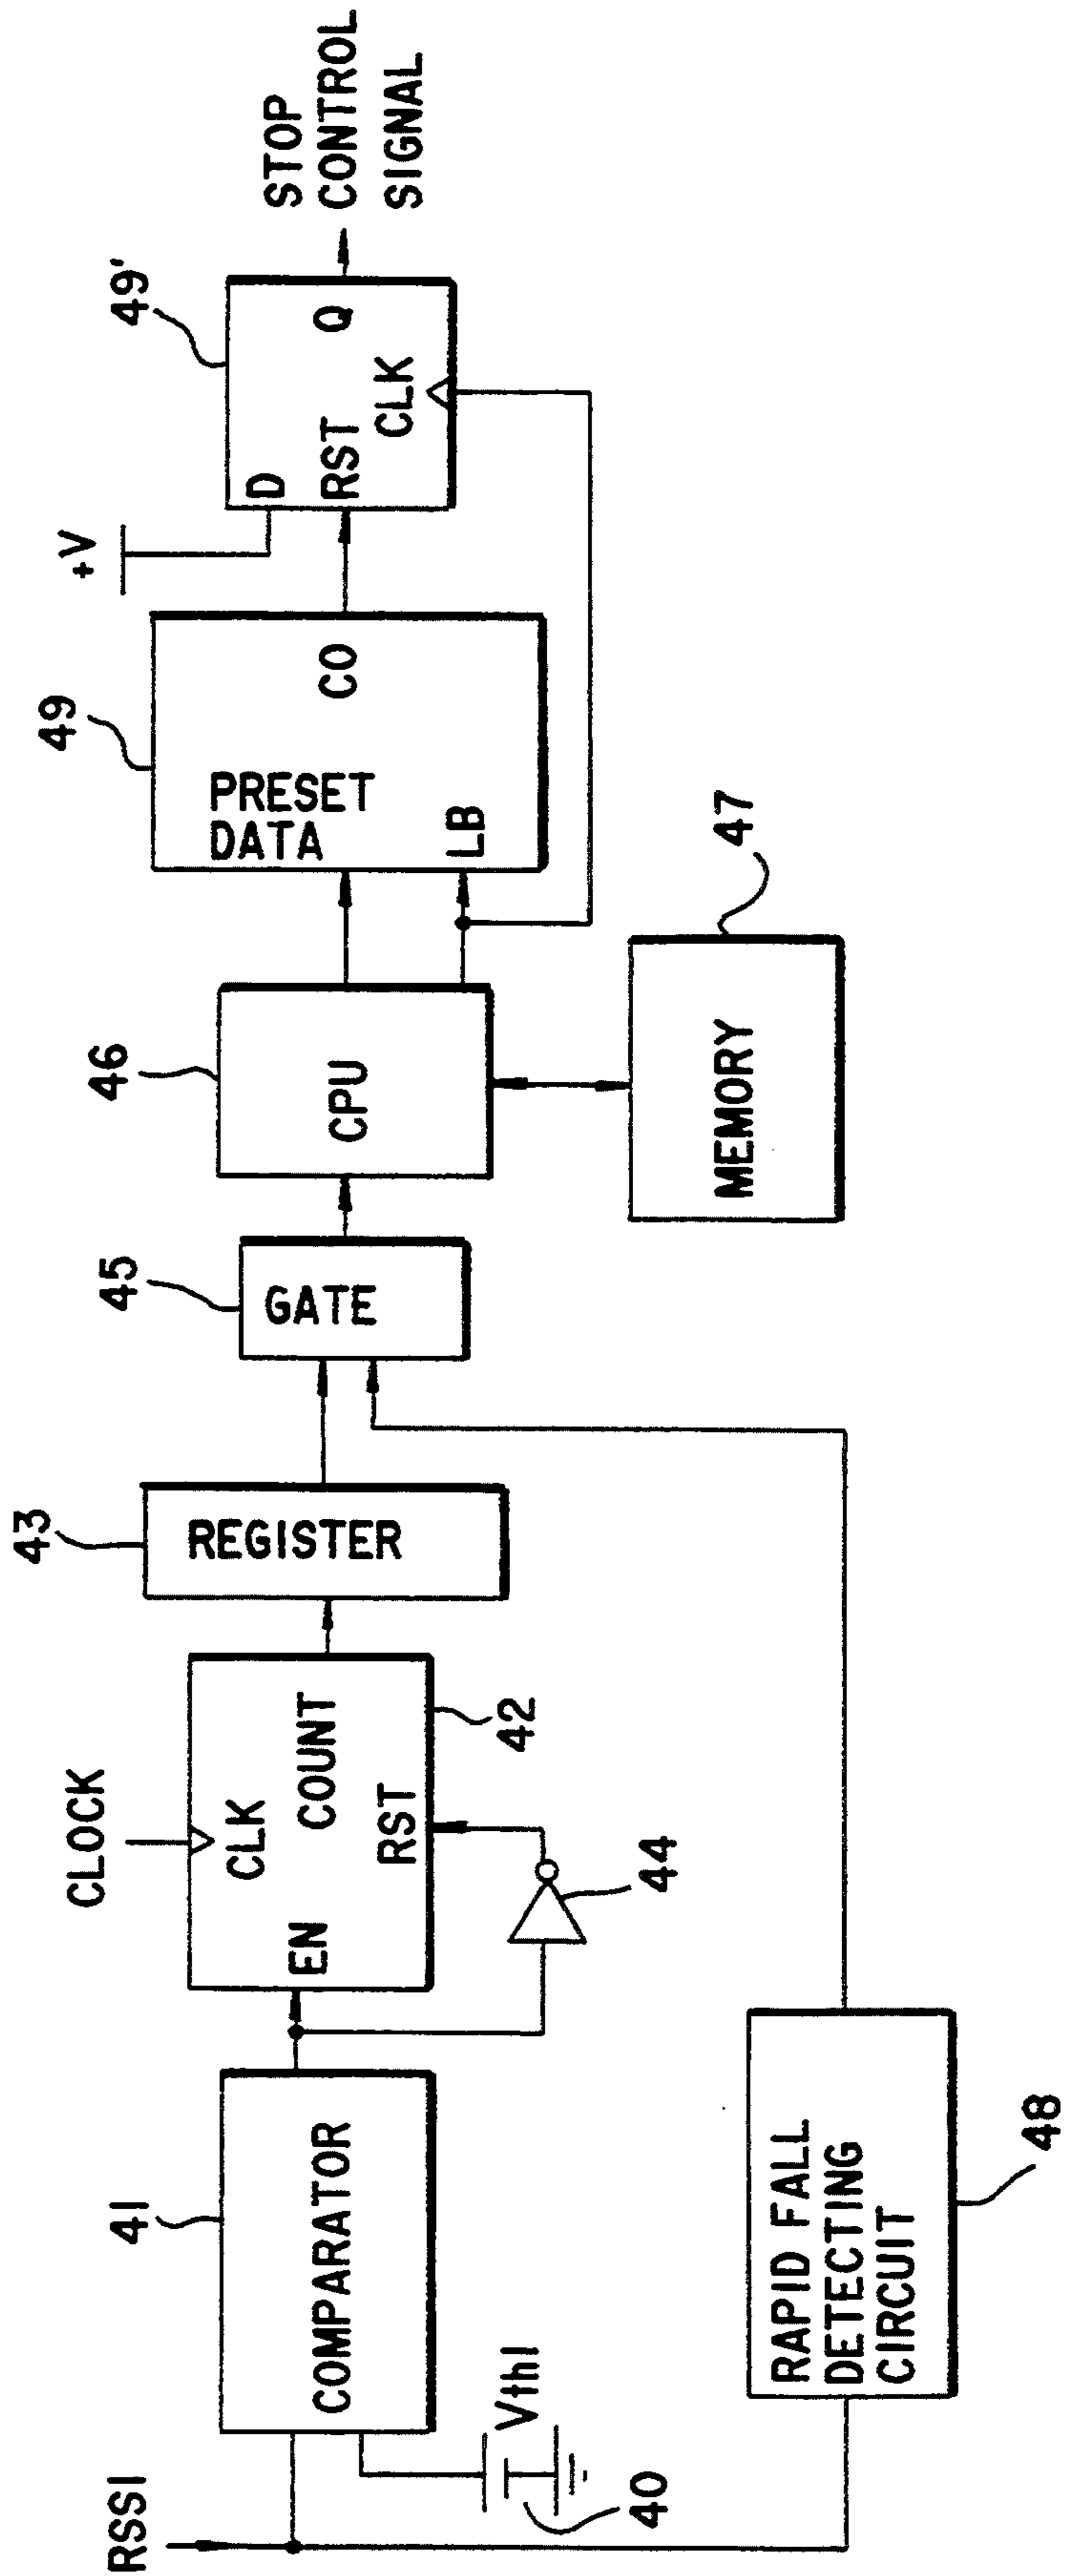 RSSI
40
Vth1
41
COMPARATOR
RAPID FALL
DETECTING
CIRCUIT
48
CLOCK
EN
CLK
COUNT
RST
42
44
43
REGISTER
45
GATE
46
CPU
MEMORY
47
49
PRESET
DATA
LB
CO
+V
49'
D
RST
CLK
Q
STOP
CONTROL
SIGNAL